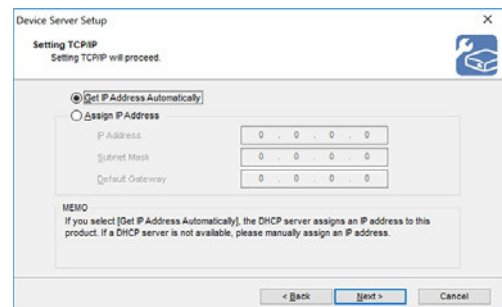 Device Server Setup
Setting TCP/IP
Setting TCP/IP will proceed.
Get IP Address Automatically
Assign IP Address
IP Address 0 . 0 . 0 . 0
Subnet Mask 0 . 0 . 0 . 0
Default Gateway 0 . 0 . 0 . 0
MEMO
If you select [Get IP Address Automatically], the DHCP server assigns an IP address to this
product. If a DHCP server is not available, please manually assign an IP address.
< Back Next > Cancel